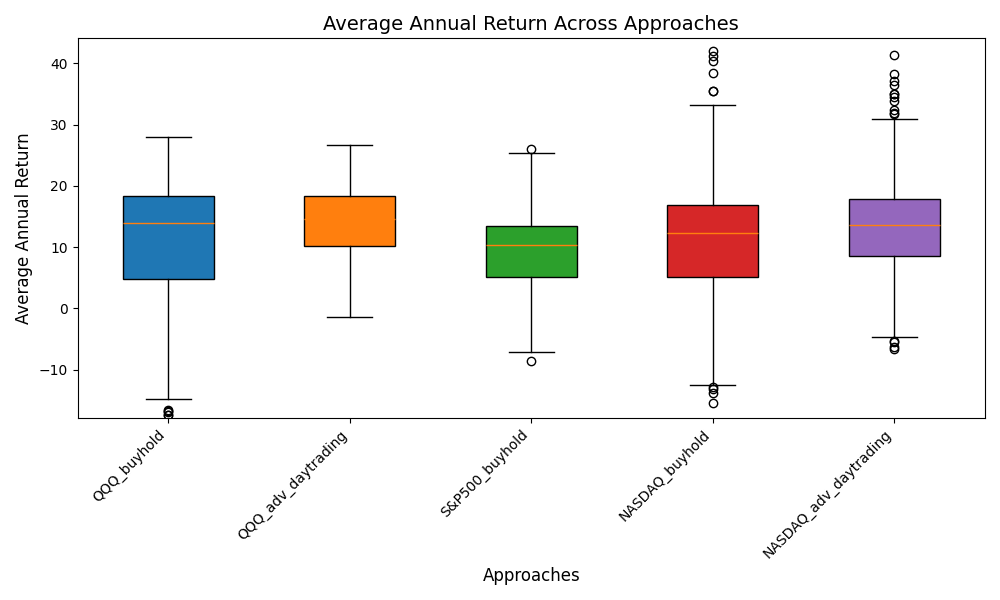 Average Annual Return Across Approaches
Average Annual Return
40
30
20
10
0
−10
QQQ_buyhold
QQQ_adv_daytrading
S&P500_buyhold
NASDAQ_buyhold
NASDAQ_adv_daytrading
Approaches